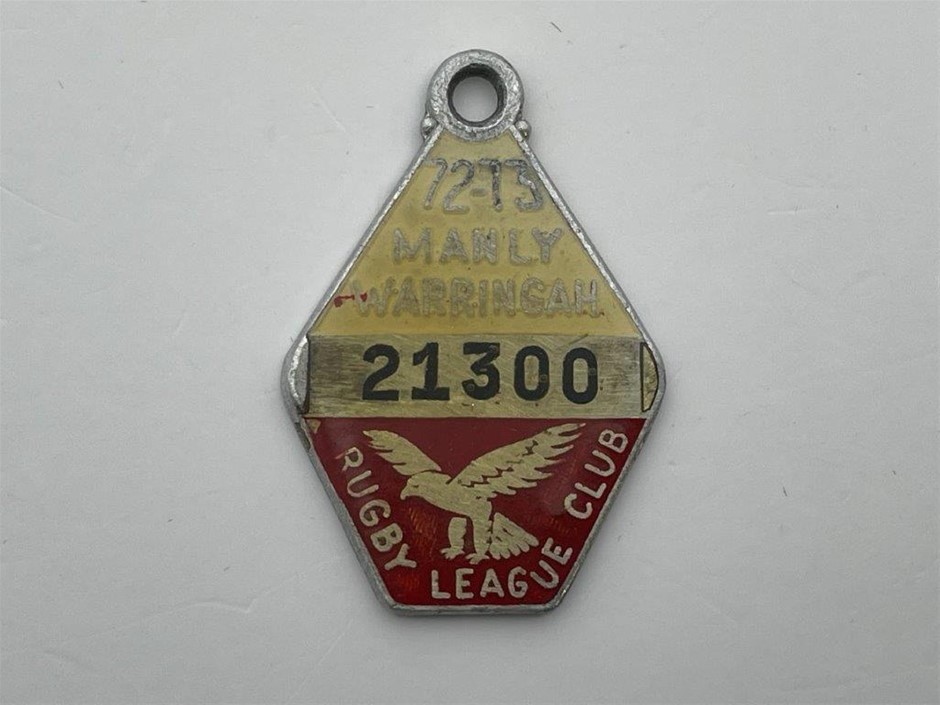 72-73
MANLY
WARRINGAH
21300
RUGBY LEAGUE CLUB